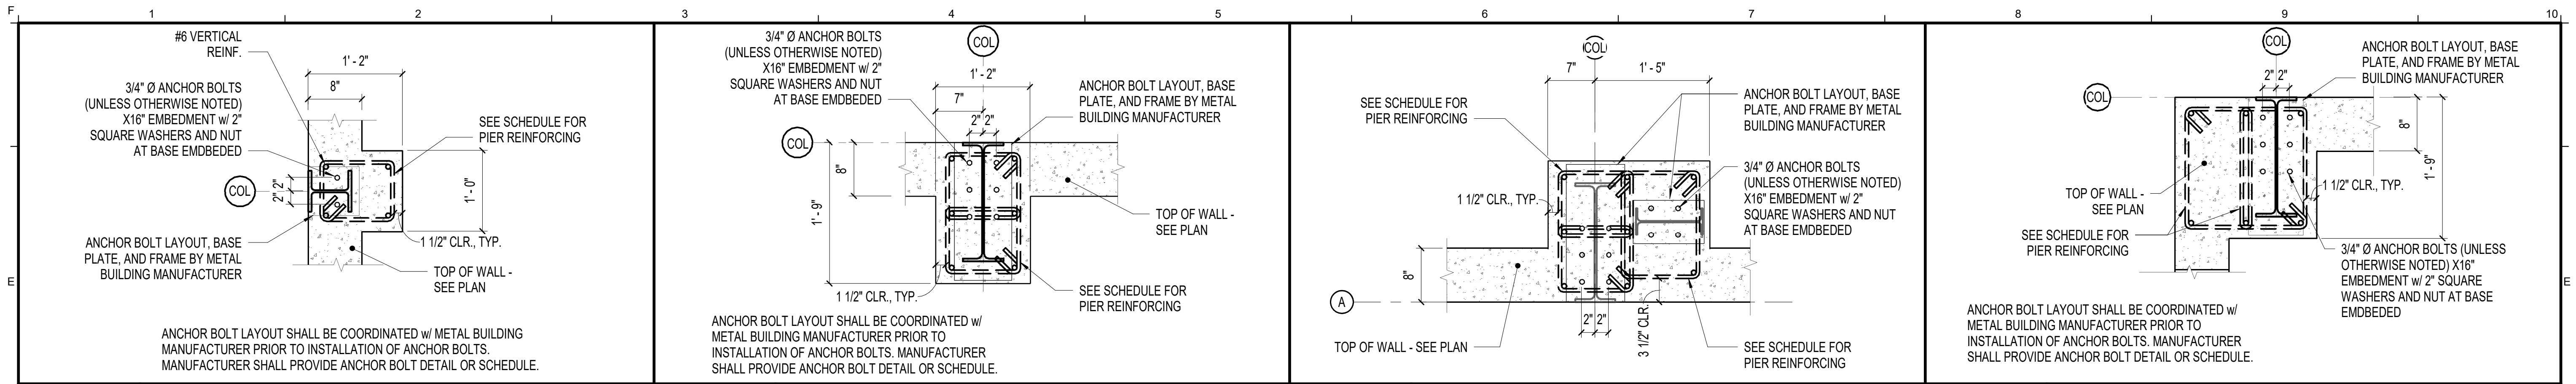 F
1
2
3
4
5
6
7
8
9
10
#6 VERTICAL
REINF.
1' - 2"
8"
3/4" Ø ANCHOR BOLTS
(UNLESS OTHERWISE NOTED)
X16" EMBEDMENT w/ 2"
SQUARE WASHERS AND NUT
AT BASE EMDBEDED
SEE SCHEDULE FOR
PIER REINFORCING
COL
2" 2"
1' - 0"
1 1/2" CLR., TYP.
ANCHOR BOLT LAYOUT, BASE
PLATE, AND FRAME BY METAL
BUILDING MANUFACTURER
TOP OF WALL -
SEE PLAN
ANCHOR BOLT LAYOUT SHALL BE COORDINATED w/ METAL BUILDING
MANUFACTURER PRIOR TO INSTALLATION OF ANCHOR BOLTS.
MANUFACTURER SHALL PROVIDE ANCHOR BOLT DETAIL OR SCHEDULE.
3/4" Ø ANCHOR BOLTS
(UNLESS OTHERWISE NOTED)
X16" EMBEDMENT w/ 2"
SQUARE WASHERS AND NUT
AT BASE EMDBEDED
COL
1' - 2"
7"
2" 2"
ANCHOR BOLT LAYOUT, BASE
PLATE, AND FRAME BY METAL
BUILDING MANUFACTURER
COL
8"
1' - 9"
TOP OF WALL -
SEE PLAN
1 1/2" CLR., TYP.
SEE SCHEDULE FOR
PIER REINFORCING
ANCHOR BOLT LAYOUT SHALL BE COORDINATED w/
METAL BUILDING MANUFACTURER PRIOR TO
INSTALLATION OF ANCHOR BOLTS. MANUFACTURER
SHALL PROVIDE ANCHOR BOLT DETAIL OR SCHEDULE.
COL
7"
1' - 5"
SEE SCHEDULE FOR
PIER REINFORCING
ANCHOR BOLT LAYOUT, BASE
PLATE, AND FRAME BY METAL
BUILDING MANUFACTURER
3/4" Ø ANCHOR BOLTS
(UNLESS OTHERWISE NOTED)
X16" EMBEDMENT w/ 2"
SQUARE WASHERS AND NUT
AT BASE EMDBEDED
1 1/2" CLR., TYP.
8"
A
2" 2"
3 1/2" CLR.
TOP OF WALL - SEE PLAN
SEE SCHEDULE FOR
PIER REINFORCING
COL
ANCHOR BOLT LAYOUT, BASE
PLATE, AND FRAME BY METAL
BUILDING MANUFACTURER
2" 2"
COL
8"
1' - 9"
1 1/2" CLR., TYP.
TOP OF WALL -
SEE PLAN
SEE SCHEDULE FOR
PIER REINFORCING
3/4" Ø ANCHOR BOLTS (UNLESS
OTHERWISE NOTED) X16"
EMBEDMENT w/ 2" SQUARE
WASHERS AND NUT AT BASE
EMDBEDED
ANCHOR BOLT LAYOUT SHALL BE COORDINATED w/
METAL BUILDING MANUFACTURER PRIOR TO
INSTALLATION OF ANCHOR BOLTS. MANUFACTURER
SHALL PROVIDE ANCHOR BOLT DETAIL OR SCHEDULE.
E
E